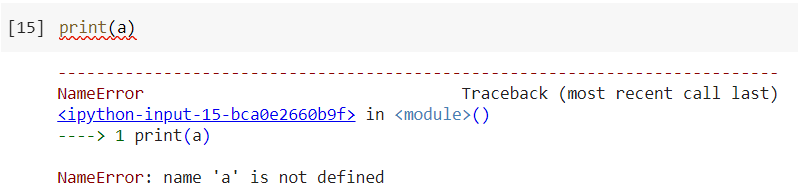 [15] print(a)
---------------------------------------------------------------------------
NameError                                 Traceback (most recent call last)
<ipython-input-15-bca0e2660b9f> in <module>()
----> 1 print(a)
NameError: name 'a' is not defined